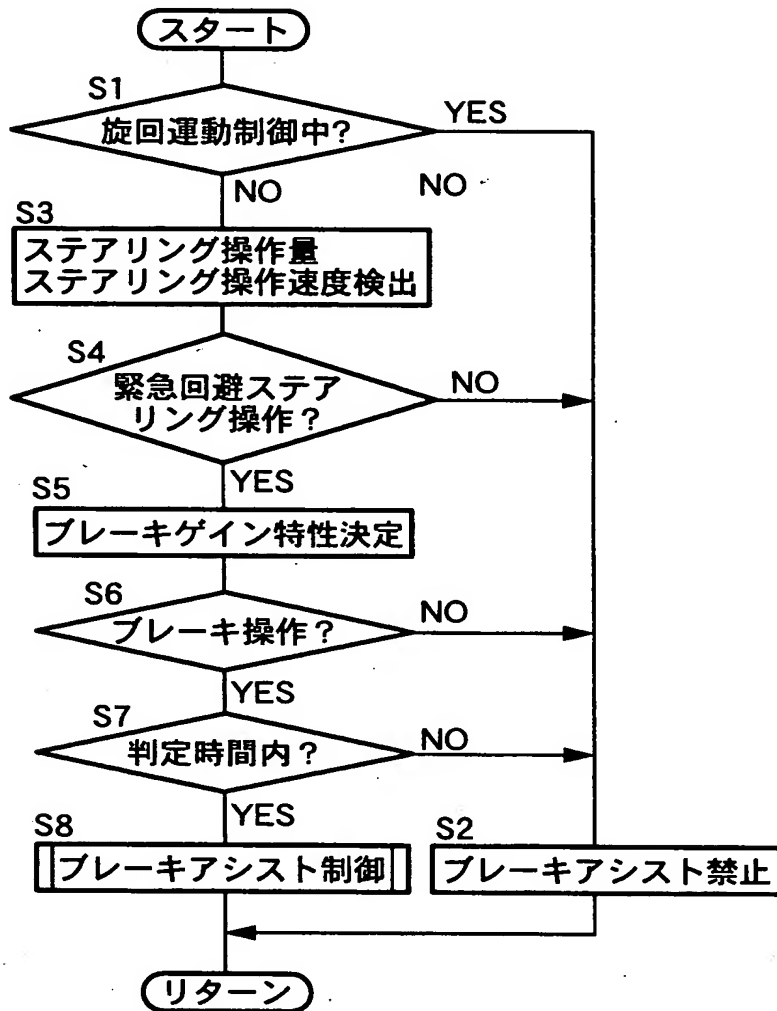 スタート
S1
旋回運動制御中?
YES
NO
NO
S3
ステアリング操作量
ステアリング操作速度検出
S4
緊急回避ステア
リング操作？
NO
YES
S5
ブレーキゲイン特性決定
S6
ブレーキ操作？
NO
YES
S7
判定時間内？
NO
YES
S8
ブレーキアシスト制御
S2
ブレーキアシスト禁止
リターン